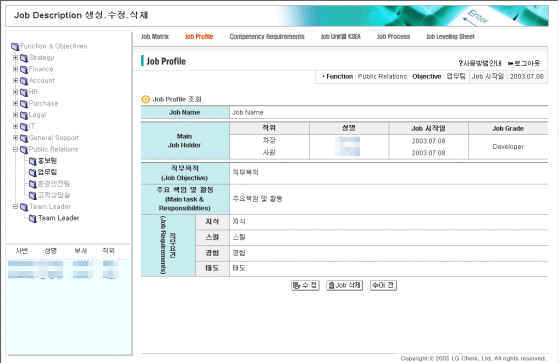 Job Description 생성.수정.삭제
Enter
Job Matrix Job Profile Competency Requirements Job Unit별 KSEA Job Process Job Leveling Sheet
Function & Objectives
Strategy
Finance
Account
HR
Purchase
Legal
IT
General Support
Public Relations
홍보팀
업무팀
환경안전팀
Team Leader
Team Leader
사번 성명 부서 직위
Job Profile
?사용방법안내 로그아웃
• Function : Public Relations • Objective : 업무팀 Job 시작일 : 2003.07.08
Job Profile 조회
Job Name Job Name
Main
Job Holder
직위 성명 Job 시작일 Job Grade
과장 2003.07.08
사원 2003.07.08
Developer
직무목적
(Job Objective)
직무목적
주요 책임 및 활동
(Main task &
Responsibilities)
주요책임 및 활동
(Job Requirements)
지식 지식
스킬 스킬
경험 경험
태도 태도
수 정 Job 삭제 이 전
Copyright © 2003 LG Chem, Ltd. All rights reserved.